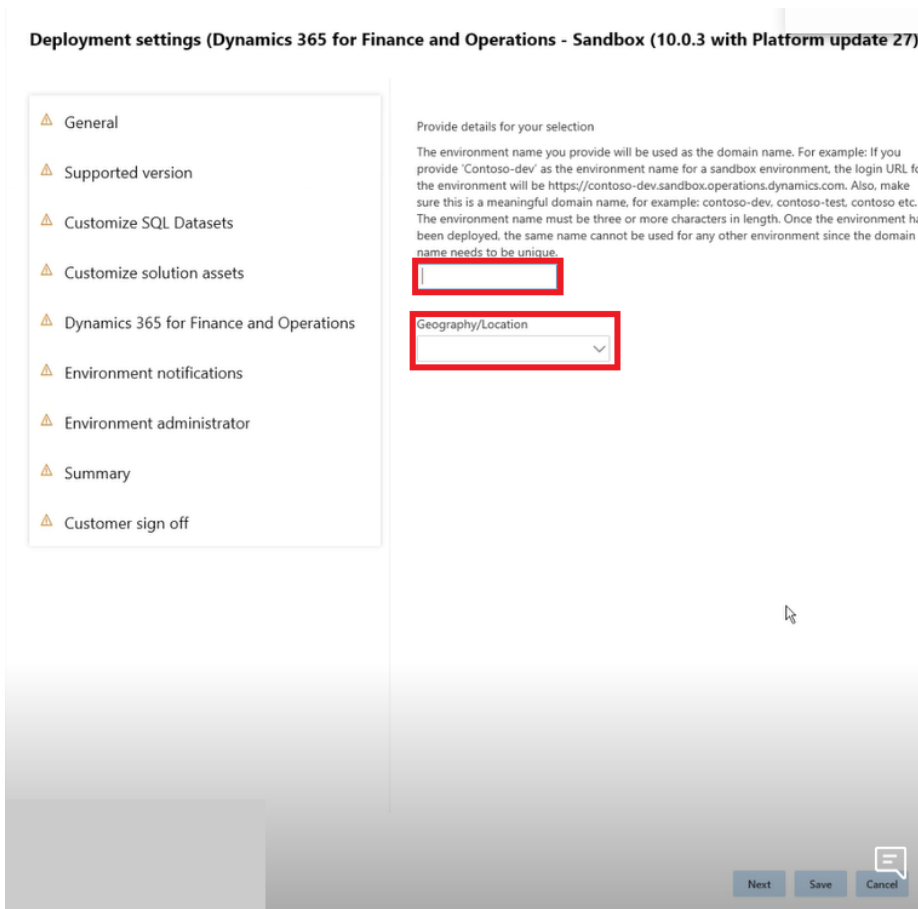 Deployment settings (Dynamics 365 for Finance and Operations - Sandbox (10.0.3 with Platform update 27)
General
Supported version
Customize SQL Datasets
Customize solution assets
Dynamics 365 for Finance and Operations
Environment notifications
Environment administrator
Summary
Customer sign off
Provide details for your selection
The environment name you provide will be used as the domain name. For example: If you
provide 'Contoso-dev' as the environment name for a sandbox environment, the login URL fo
the environment will be https://contoso-dev.sandbox.operations.dynamics.com. Also, make
sure this is a meaningful domain name, for example: contoso-dev, contoso-test, contoso etc.
The environment name must be three or more characters in length. Once the environment ha
been deployed, the same name cannot be used for any other environment since the domain
name needs to be unique.
Geography/Location
Next Save Cancel